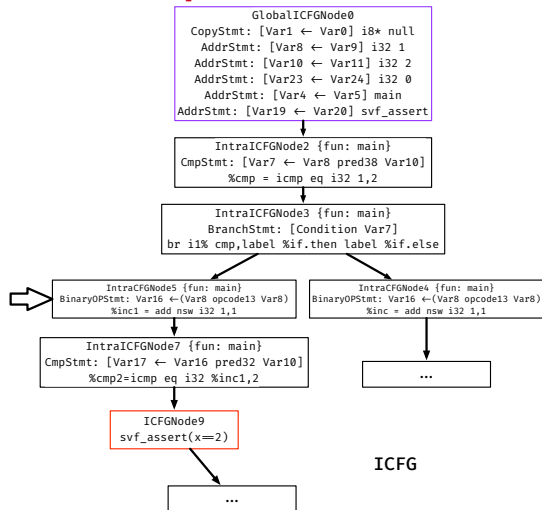 GlobalICFGNode0
CopyStmt: [Var1 ← Var0] i8* null
AddrStmt: [Var8 ← Var9] i32 1
AddrStmt: [Var10 ← Var11] i32 2
AddrStmt: [Var23 ← Var24] i32 0
AddrStmt: [Var4 ← Var5] main
AddrStmt: [Var19 ← Var20] svf_assert
IntraICFGNode2 {fun: main}
CmpStmt: [Var7 ← Var8 pred38 Var10]
%cmp = icmp eq i32 1,2
IntraICFGNode3 {fun: main}
BranchStmt: [Condition Var7]
br i1% cmp,label %if.then label %if.else
IntraCFGNode5 {fun: main}
BinaryOPStmt: Var16 ←(Var8 opcode13 Var8)
%inc1 = add nsw i32 1,1
IntraCFGNode4 {fun: main}
BinaryOPStmt: Var16 ←(Var8 opcode13 Var8)
%inc = add nsw i32 1,1
IntraICFGNode7 {fun: main}
CmpStmt: [Var17 ← Var16 pred32 Var10]
%cmp2=icmp eq i32 %inc1,2
...
ICFGNode9
svf_assert(x==2)
ICFG
...